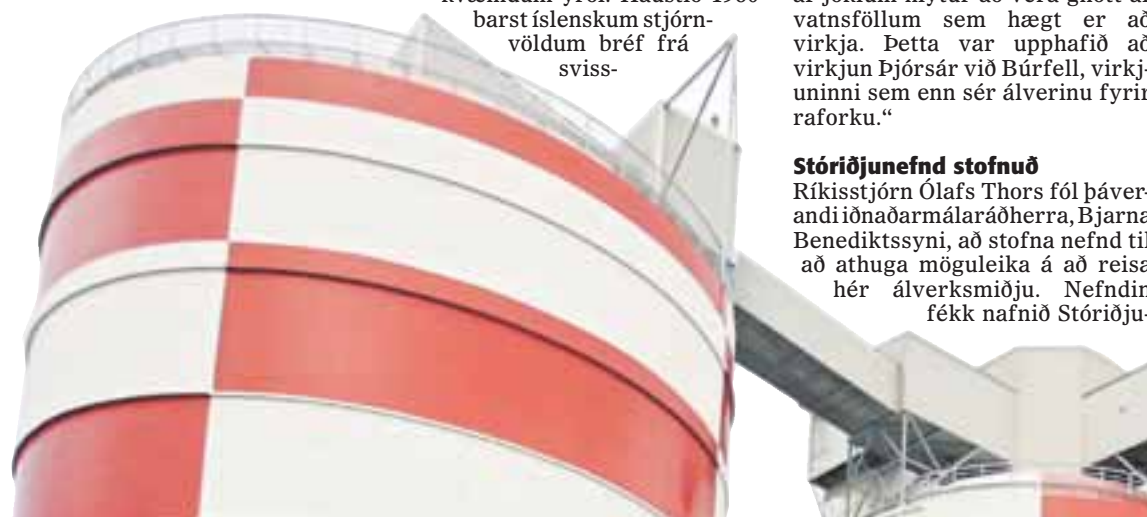 barst íslenskum stjórn-
völdum bréf frá
sviss-
vatnsföllum sem hægt er að
virkja. Þetta var upphafið að
virkjun Þjórsár við Búrfell, virkj-
uninni sem enn sér álverinu fyrir
raforku.“
Stóriðjunefnd stofnuð
Ríkisstjórn Ólafs Thors fól þáver-
andi iðnaðarmálaráðherra, Bjarna
Benediktssyni, að stofna nefnd til
að athuga möguleika á að reisa
hér álverksmiðju. Nefndin
fékk nafnið Stóriðju-